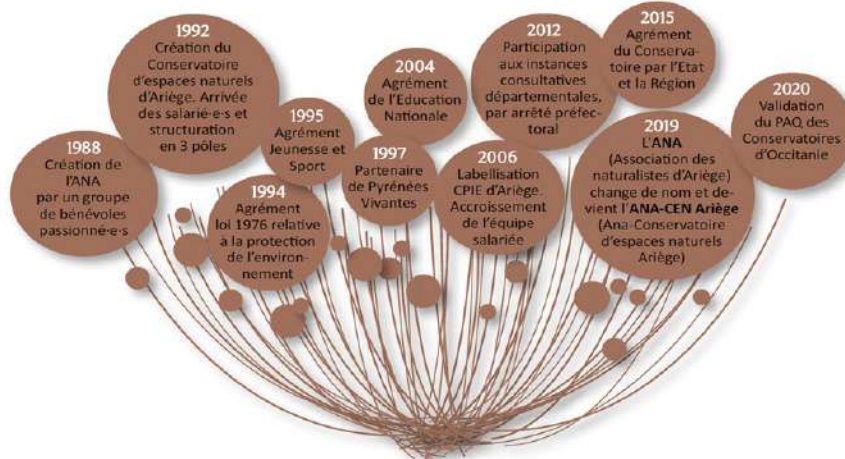 1988
Création de
l'ANA
par un groupe
de bénévoles
passionné·e·s
1992
Création du
Conservatoire
d'espaces naturels
d'Ariège. Arrivée
des salarié·e·s et
structuration
en 3 pôles
1994
Agrément
loi 1976 relative
à la protection
de l'environ-
nement
1995
Agrément
Jeunesse et
Sport
1997
Partenaire
de Pyrénées
Vivantes
2004
Agrément
de l'Education
Nationale
2006
Labellisation
CPIE d'Ariège.
Accroissement
de l'équipe
salariée
2012
Participation
aux instances
consultatives
départementales,
par arrêté préfec-
toral
2015
Agrément
du Conserva-
toire par l'Etat
et la Région
2019
L'ANA
(Association des
naturalistes d'Ariège)
change de nom et de-
vient l'ANA-CEN Ariège
(Ana-Conservatoire
d'espaces naturels
Ariège)
2020
Validation
du PAQ des
Conservatoires
d'Occitanie